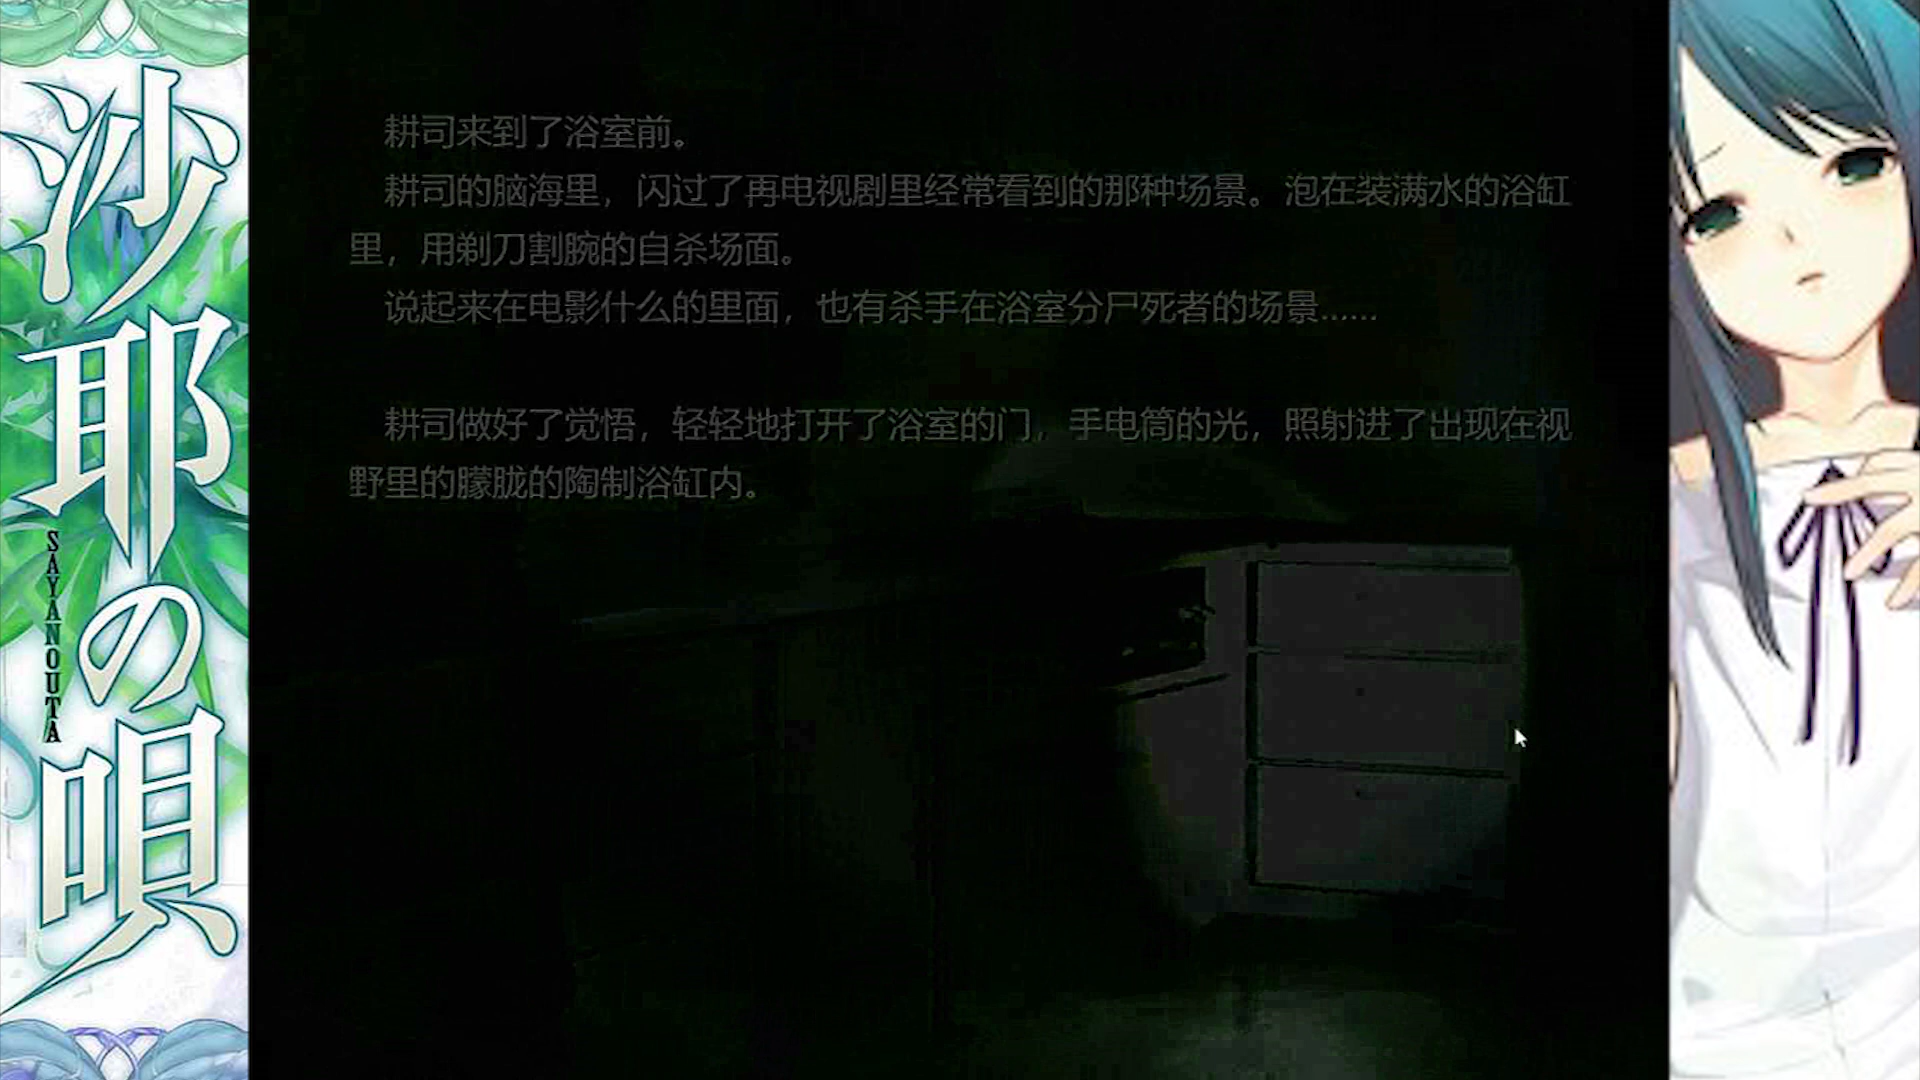 沙耶の唄
SAYANOUTA
耕司来到了浴室前。
耕司的脑海里，闪过了再电视剧里经常看到的那种场景。泡在装满水的浴缸
里，用剃刀割腕的自杀场面。
说起来在电影什么的里面，也有杀手在浴室分尸死者的场景……
耕司做好了觉悟，轻轻地打开了浴室的门，手电筒的光，照射进了出现在视
野里的朦胧的陶制浴缸内。